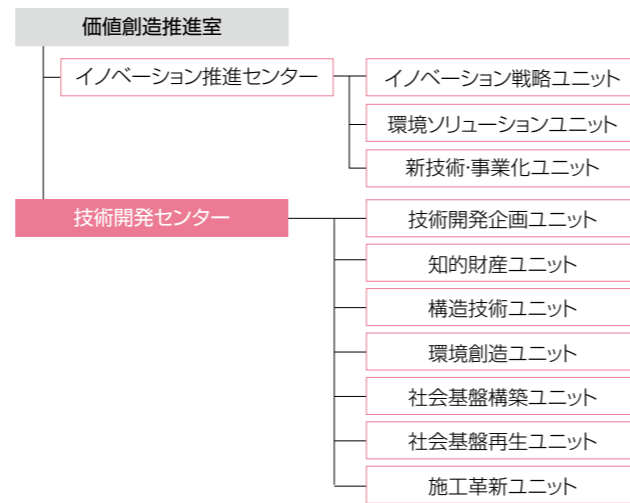 価値創造推進室
イノベーション推進センター
イノベーション戦略ユニット
環境ソリューションユニット
新技術・事業化ユニット
技術開発センター
技術開発企画ユニット
知的財産ユニット
構造技術ユニット
環境創造ユニット
社会基盤構築ユニット
社会基盤再生ユニット
施工革新ユニット